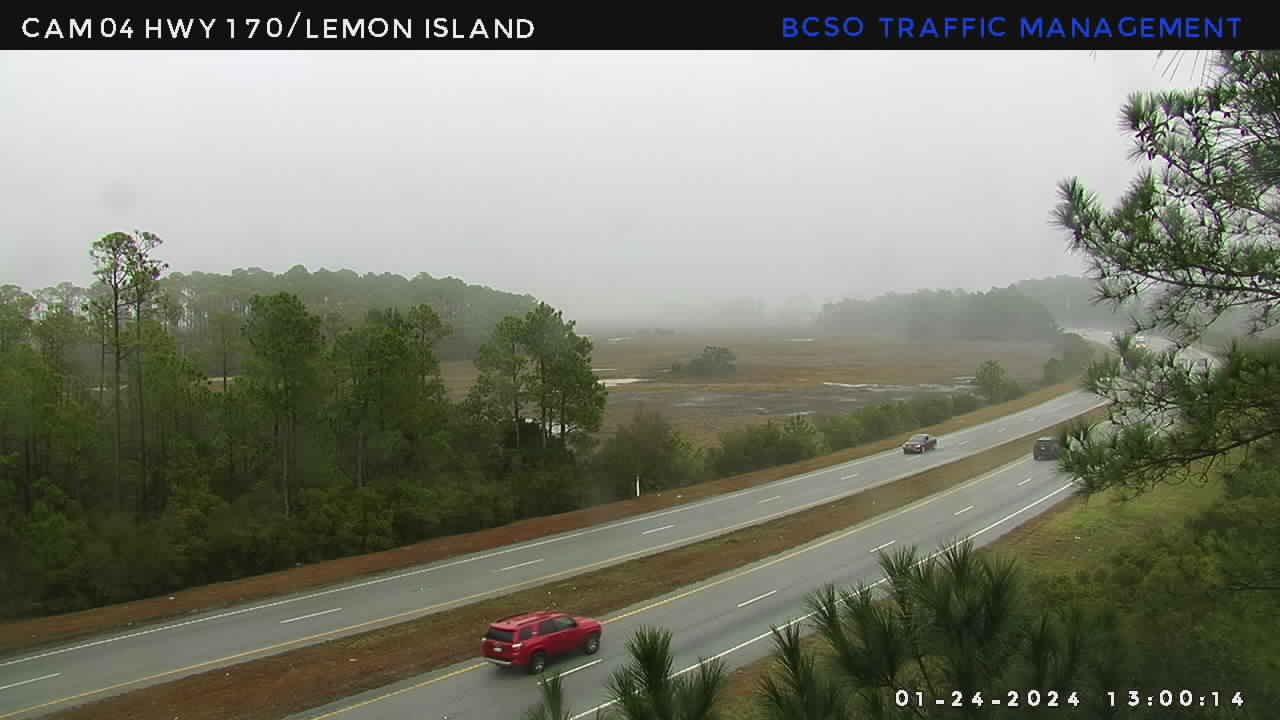 CAM04 HWY 170/LEMON ISLAND
BCSO TRAFFIC MANAGEMENT
01-24-2024 13:00:14